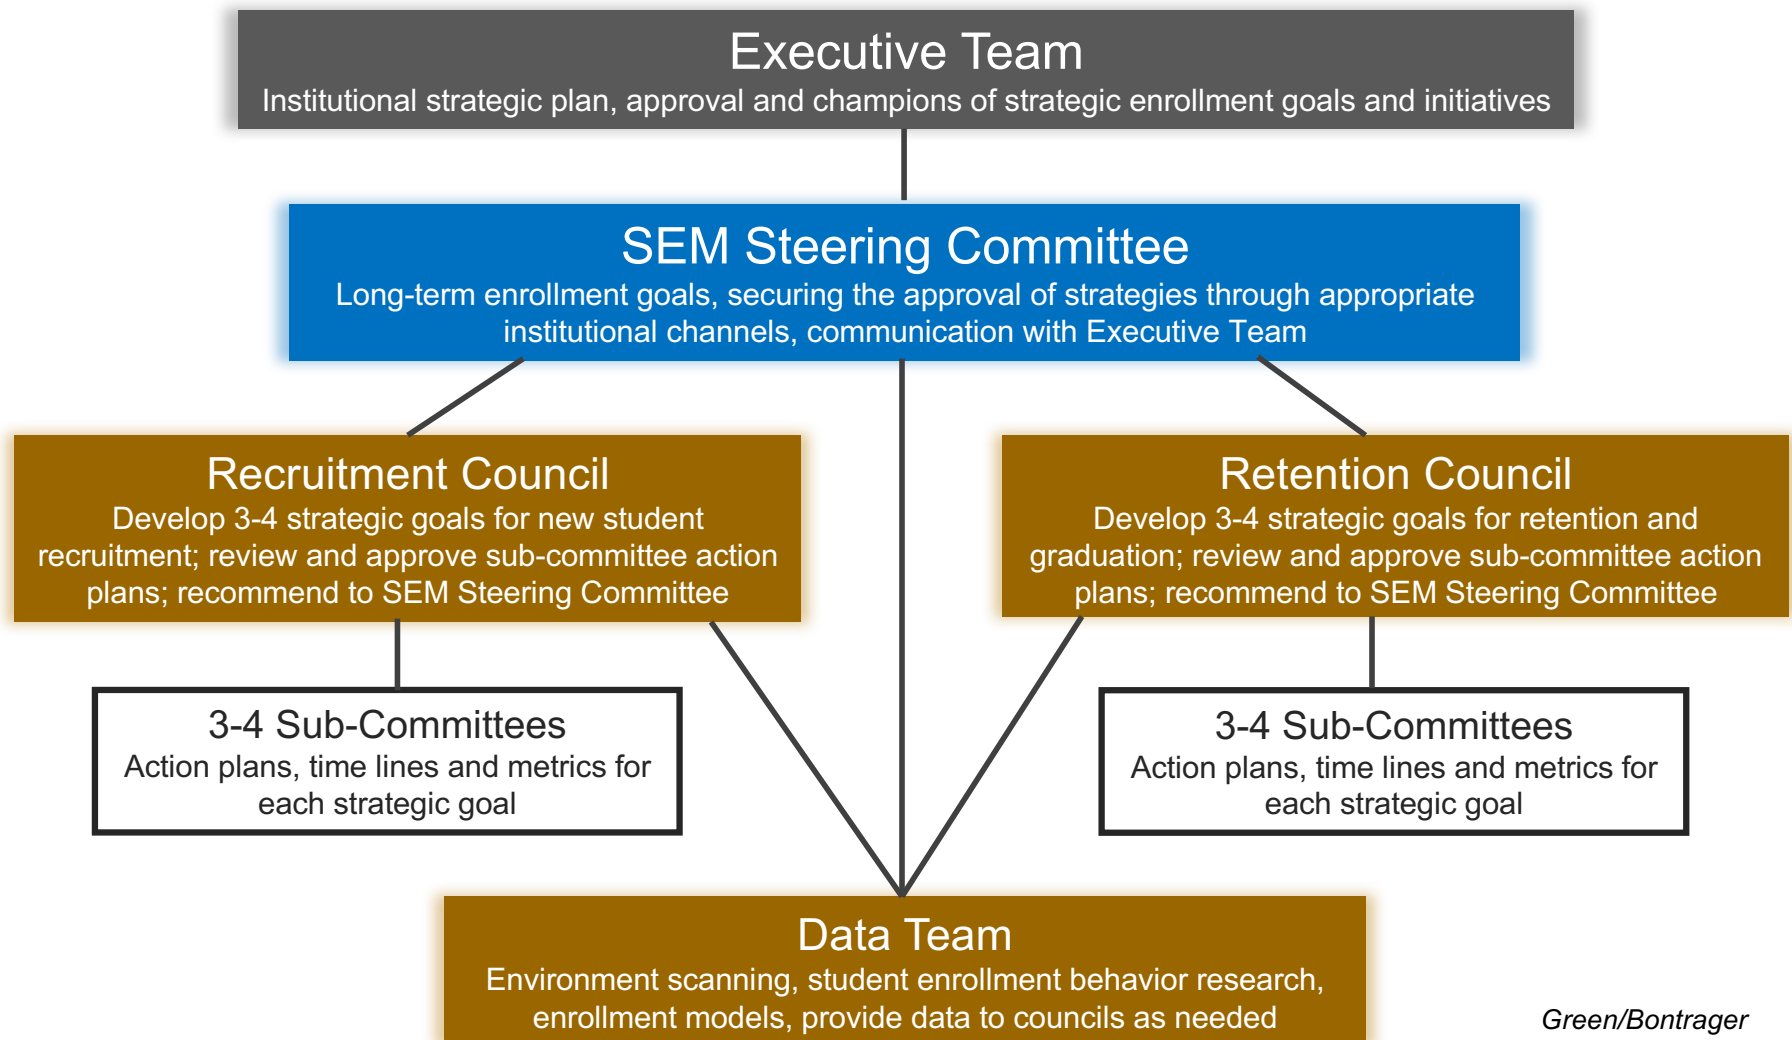 Executive Team
Institutional strategic plan, approval and champions of strategic enrollment goals and initiatives
SEM Steering Committee
Long-term enrollment goals, securing the approval of strategies through appropriate
institutional channels, communication with Executive Team
Recruitment Council
Develop 3-4 strategic goals for new student
recruitment; review and approve sub-committee action
plans; recommend to SEM Steering Committee
Retention Council
Develop 3-4 strategic goals for retention and
graduation; review and approve sub-committee action
plans; recommend to SEM Steering Committee
3-4 Sub-Committees
Action plans, time lines and metrics for
each strategic goal
3-4 Sub-Committees
Action plans, time lines and metrics for
each strategic goal
Data Team
Environment scanning, student enrollment behavior research,
enrollment models, provide data to councils as needed
Green/Bontrager